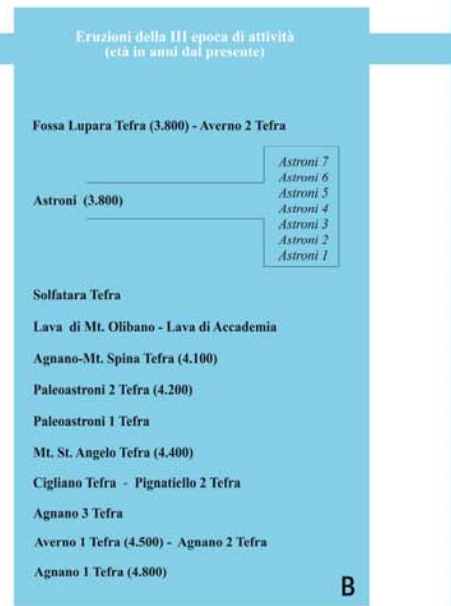 Eruzioni della III epoca di attività
(età in anni dal presente)
Fossa Lupara Tefra (3.800) - Averno 2 Tefra
Astroni (3.800)
Astroni 7
Astroni 6
Astroni 5
Astroni 4
Astroni 3
Astroni 2
Astroni 1
Solfatara Tefra
Lava di Mt. Olibano - Lava di Accademia
Agnano-Mt. Spina Tefra (4.100)
Paleoastroni 2 Tefra (4.200)
Paleoastroni 1 Tefra
Mt. St. Angelo Tefra (4.400)
Cigliano Tefra - Pignatiello 2 Tefra
Agnano 3 Tefra
Averno 1 Tefra (4.500) - Agnano 2 Tefra
Agnano 1 Tefra (4.800)
B